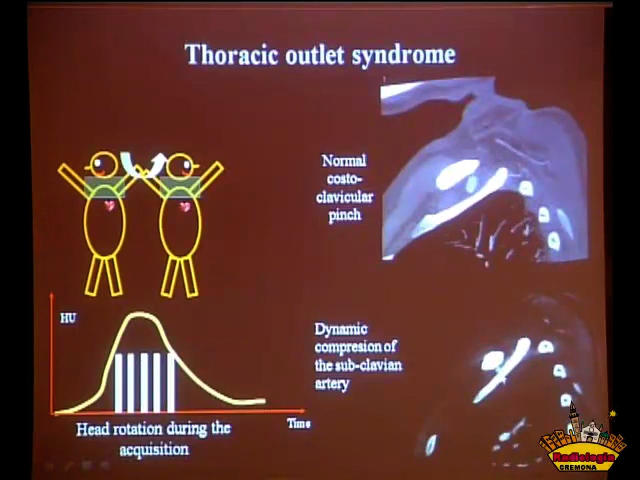 Thoracic outlet syndrome
Normal
costo-
clavicular
pinch
HU
Dynamic
compresion of
the sub-clavian
artery
Time
Head rotation during the
acquisition
Radiologia
CREMONA